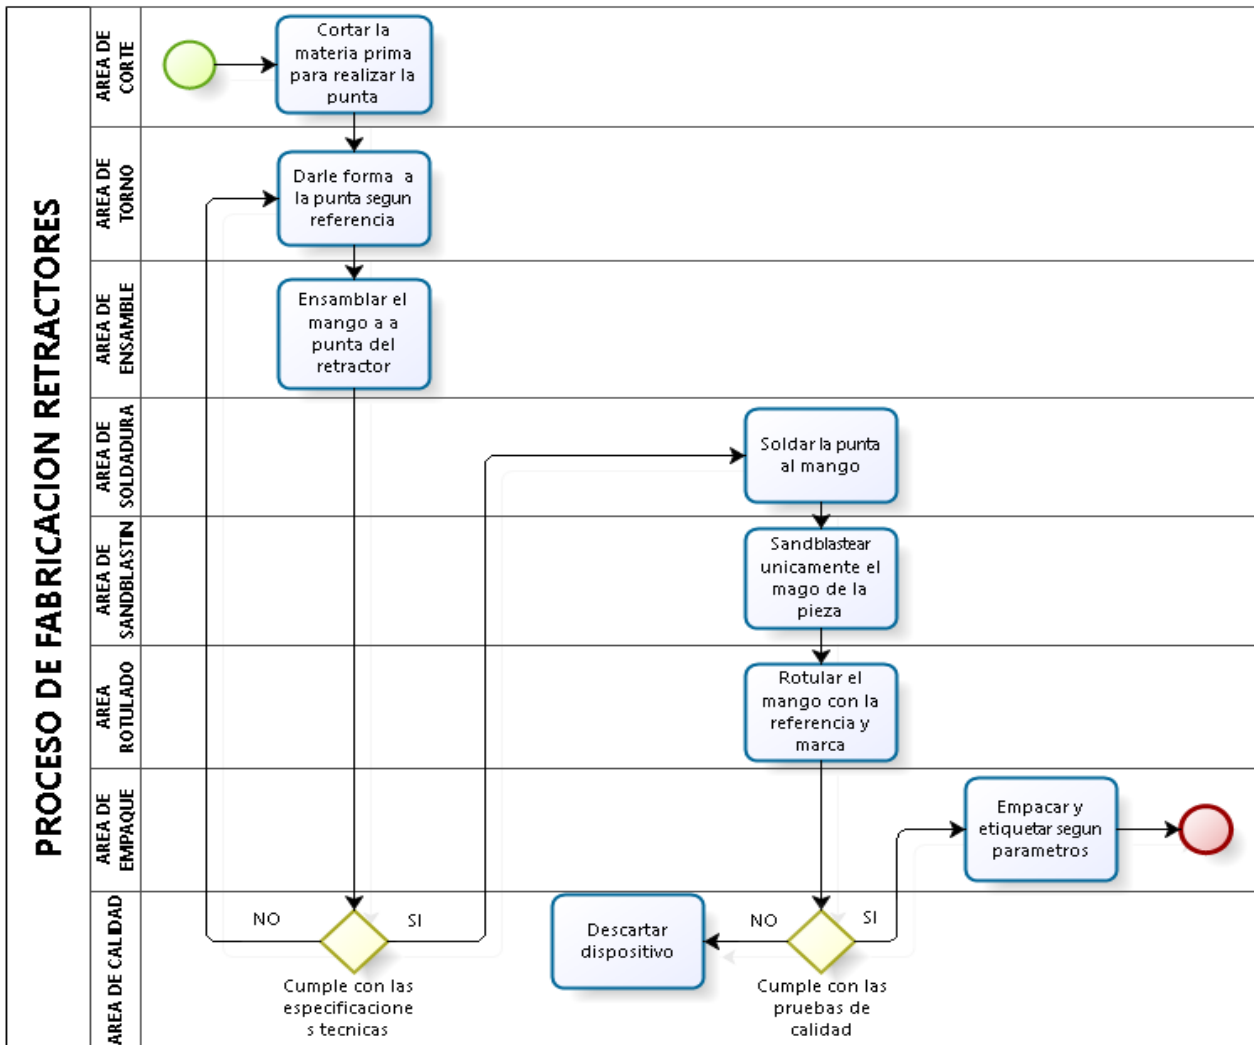 PROCESO DE FABRICACION RETRACTORES
AREA DE
CORTE
Cortar la
materia prima
para realizar la
punta
AREA DE
TORNO
Darle forma a
la punta segun
referencia
AREA DE
ENSAMBLE
Ensamblar el
mango a a
punta del
retractor
AREA DE
SOLDADURA
Soldar la punta
al mango
AREA DE
SANDBLASTIN
Sandblastear
unicamente el
mago de la
pieza
AREA
ROTULADO
Rotular el
mango con la
referencia y
marca
AREA DE
EMPAQUE
Empacar y
etiquetar segun
parametros
AREA DE CALIDAD
NO
SI
Cumple con las
especificacione
s tecnicas
Descartar
dispositivo
NO
SI
Cumple con las
pruebas de
calidad